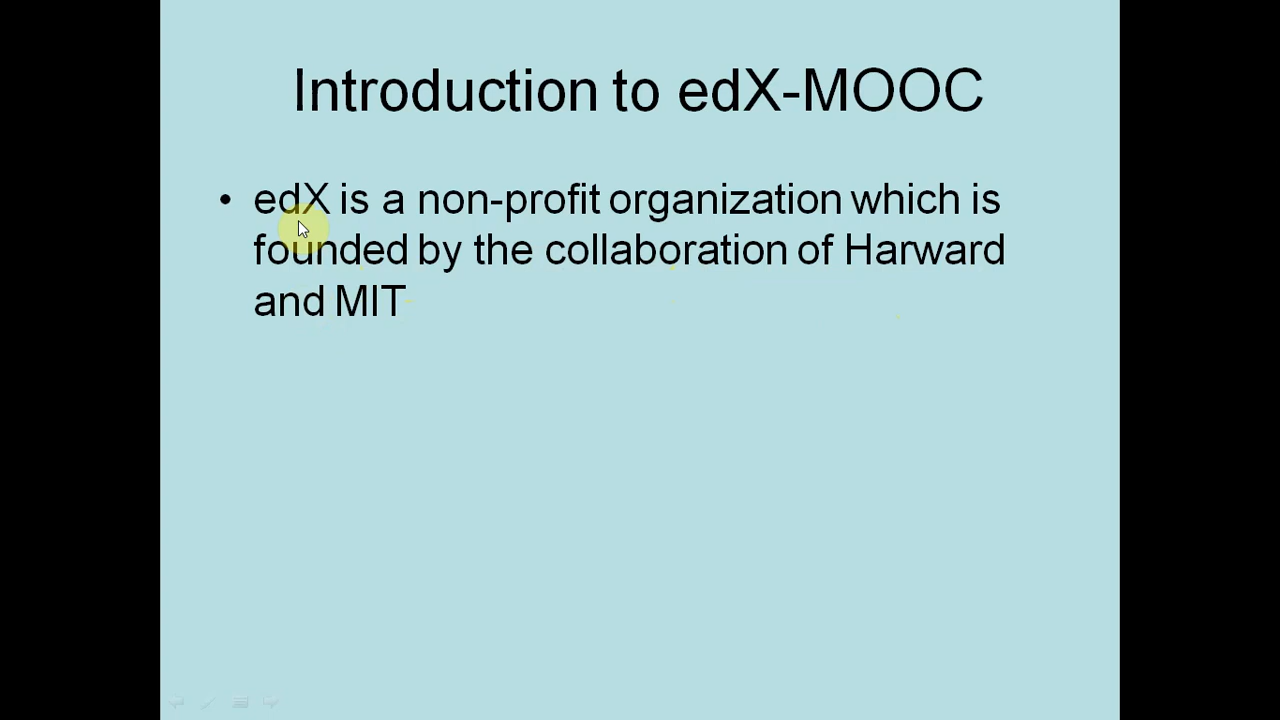 Introduction to edX-MOOC
• edX is a non-profit organization which is
founded by the collaboration of Harward
and MIT